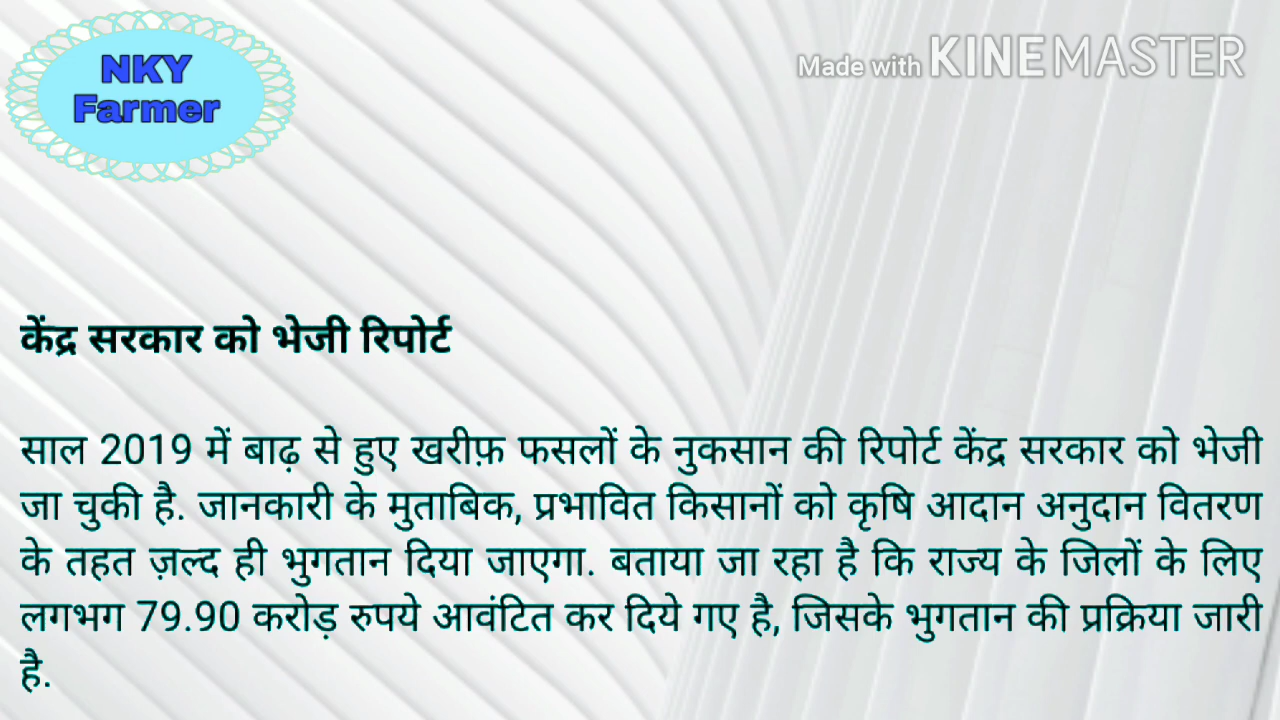 NKY
Farmer
Made with KINEMASTER
केंद्र सरकार को भेजी रिपोर्ट
साल 2019 में बाढ़ से हुए खरीफ़ फसलों के नुकसान की रिपोर्ट केंद्र सरकार को भेजी
जा चुकी है. जानकारी के मुताबिक, प्रभावित किसानों को कृषि आदान अनुदान वितरण
के तहत ज़ल्द ही भुगतान दिया जाएगा. बताया जा रहा है कि राज्य के जिलों के लिए
लगभग 79.90 करोड़ रुपये आवंटित कर दिये गए है, जिसके भुगतान की प्रक्रिया जारी
है.